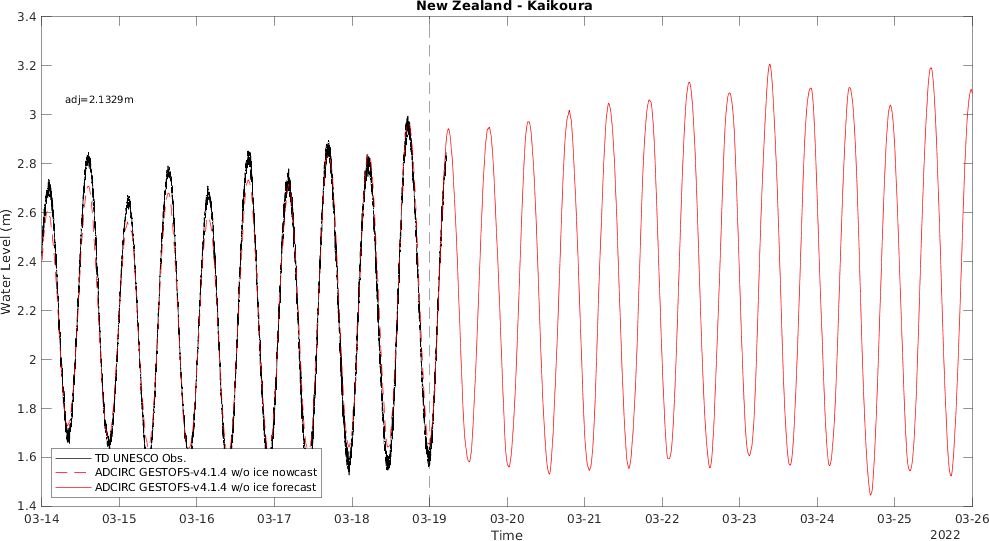 New Zealand - Kaikoura
3.4
3.2
3
2.8
2.6
2.4
2.2
2
1.8
1.6
1.4
Water Level (m)
adj=2.1329m
TD UNESCO Obs.
ADCIRC GESTOFS-v4.1.4 w/o ice nowcast
ADCIRC GESTOFS-v4.1.4 w/o ice forecast
03-14 03-15 03-16 03-17 03-18 03-19 03-20 03-21 03-22 03-23 03-24 03-25 03-26
Time
2022